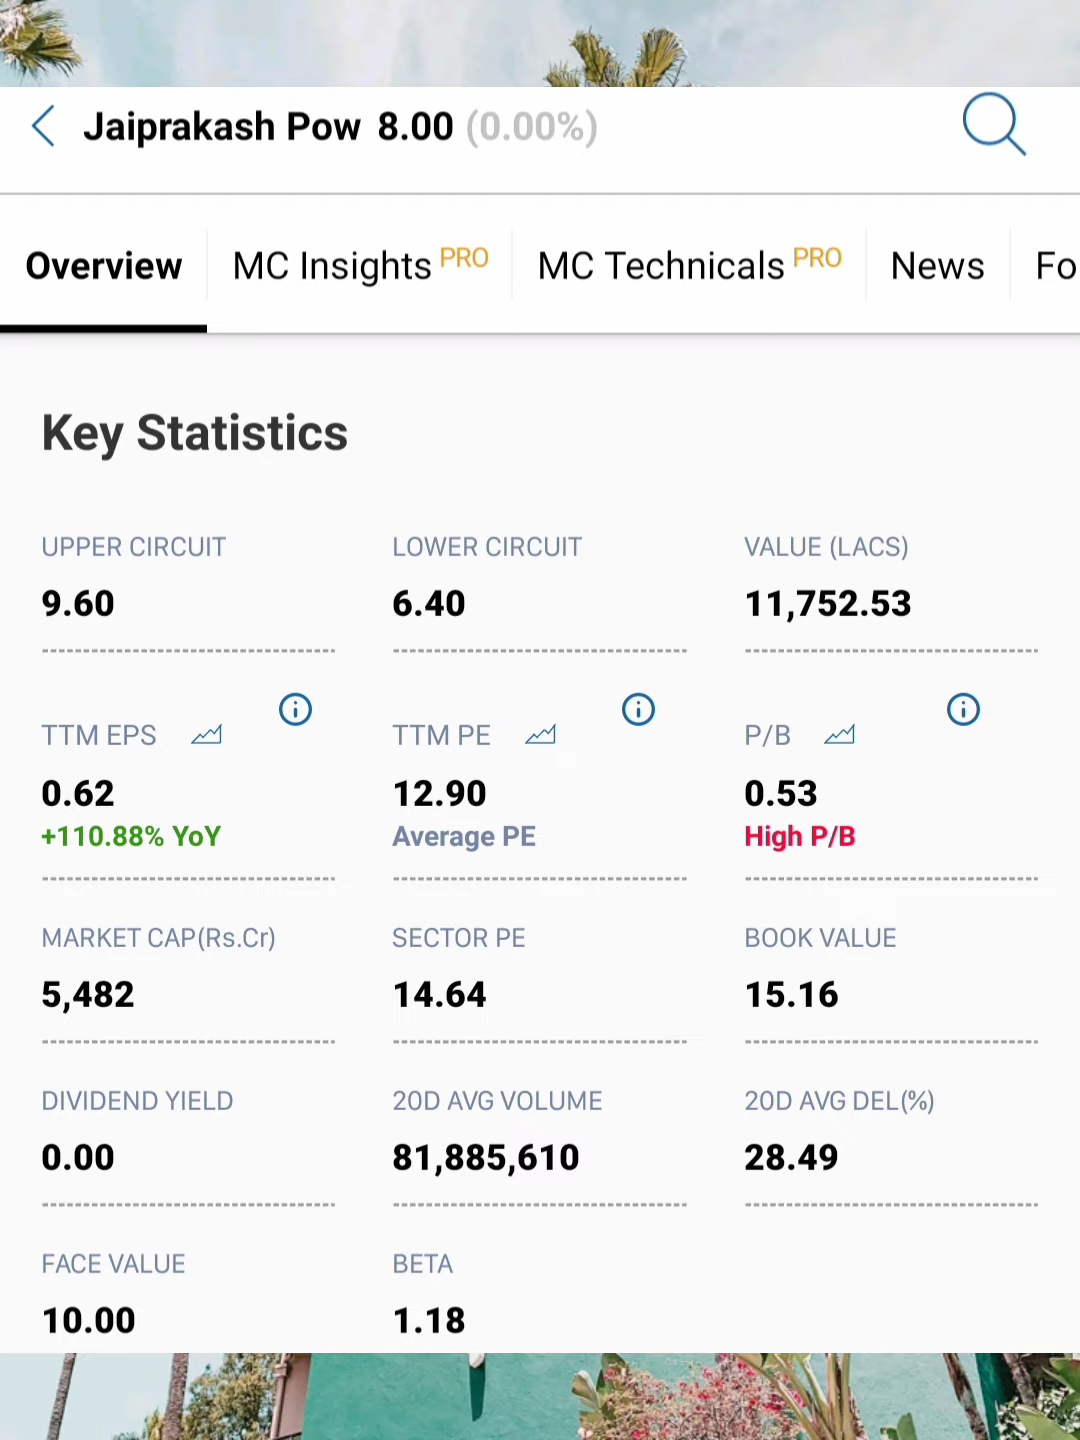 Jaiprakash Pow 8.00 (0.00%)
Overview MC Insights PRO MC Technicals PRO News Fo
Key Statistics
UPPER CIRCUIT LOWER CIRCUIT VALUE (LACS)
9.60 6.40 11,752.53
TTM EPS TTM PE P/B
0.62 12.90 0.53
+110.88% YoY Average PE High P/B
MARKET CAP(Rs.Cr) SECTOR PE BOOK VALUE
5,482 14.64 15.16
DIVIDEND YIELD 20D AVG VOLUME 20D AVG DEL(%)
0.00 81,885,610 28.49
FACE VALUE BETA
10.00 1.18